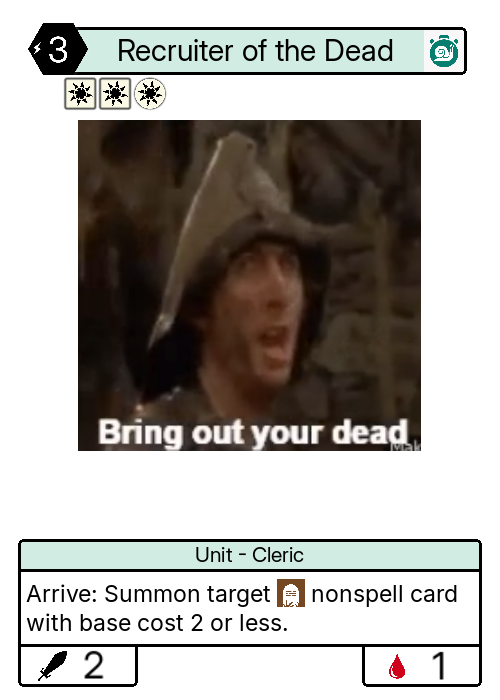 3 Recruiter of the Dead
Bring out your dead
Mak
Unit - Cleric
Arrive: Summon target nonspell card
with base cost 2 or less.
2 1